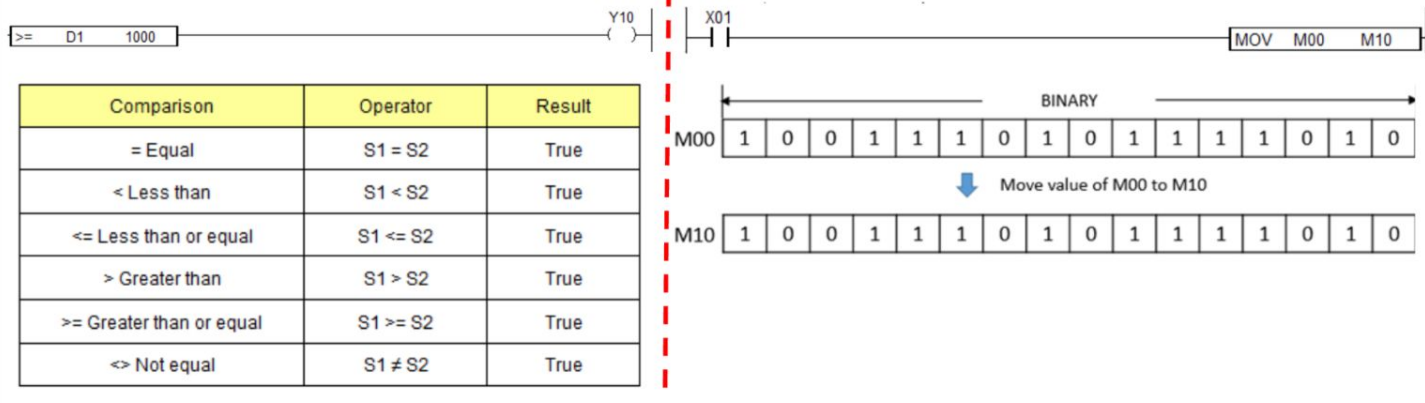 >= D1 1000
Y10
( )
Comparison Operator Result
= Equal S1 = S2 True
< Less than S1 < S2 True
<= Less than or equal S1 <= S2 True
> Greater than S1 > S2 True
>= Greater than or equal S1 >= S2 True
<> Not equal S1 ≠ S2 True
X01
MOV M00 M10
BINARY
M00 1 0 0 1 1 1 0 1 0 1 1 1 1 0 1 0
Move value of M00 to M10
M10 1 0 0 1 1 1 0 1 0 1 1 1 1 0 1 0